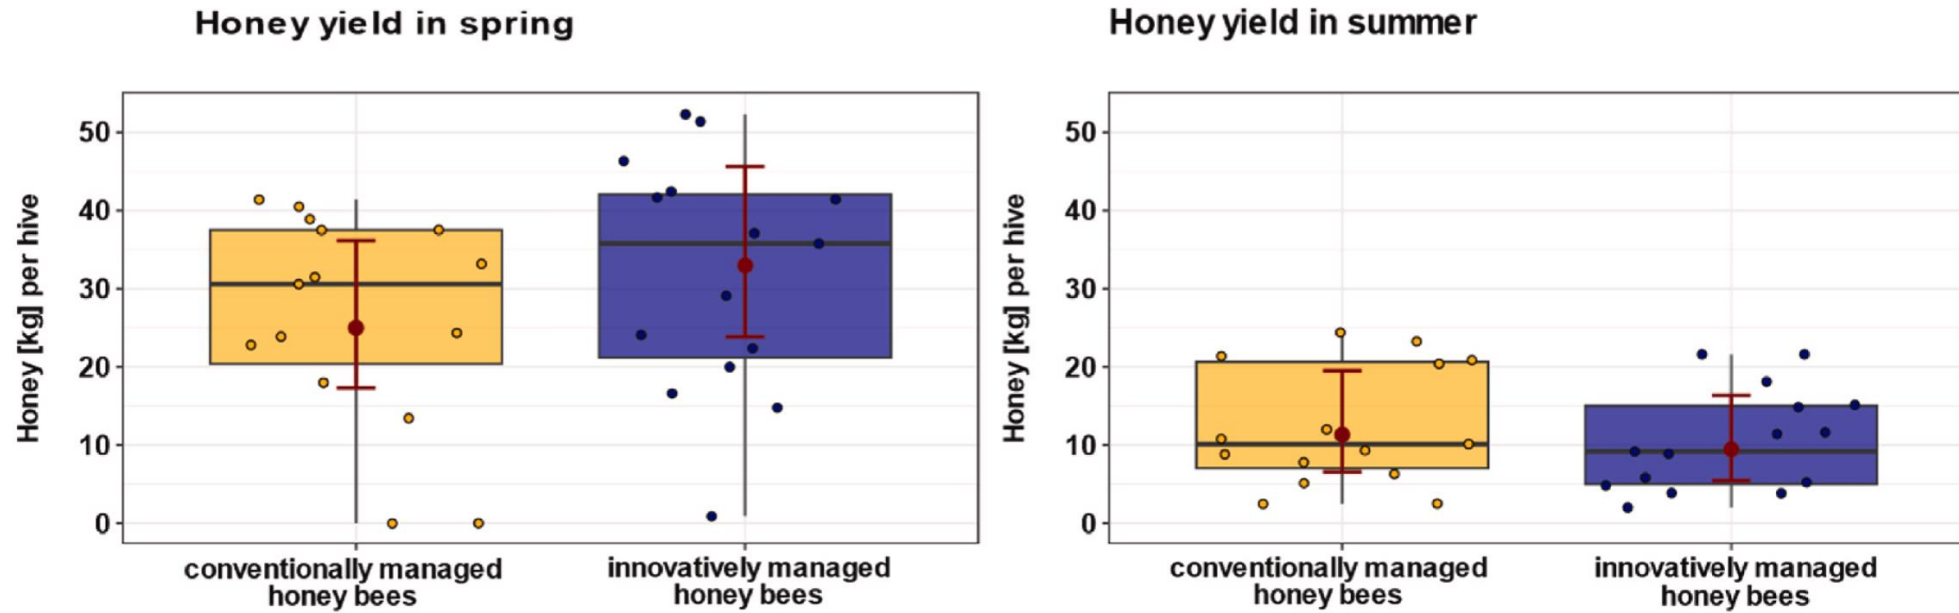 Honey yield in spring
Honey [kg] per hive
50
40
30
20
10
0
conventionally managed
honey bees
innovatively managed
honey bees
Honey yield in summer
Honey [kg] per hive
50
40
30
20
10
0
conventionally managed
honey bees
innovatively managed
honey bees